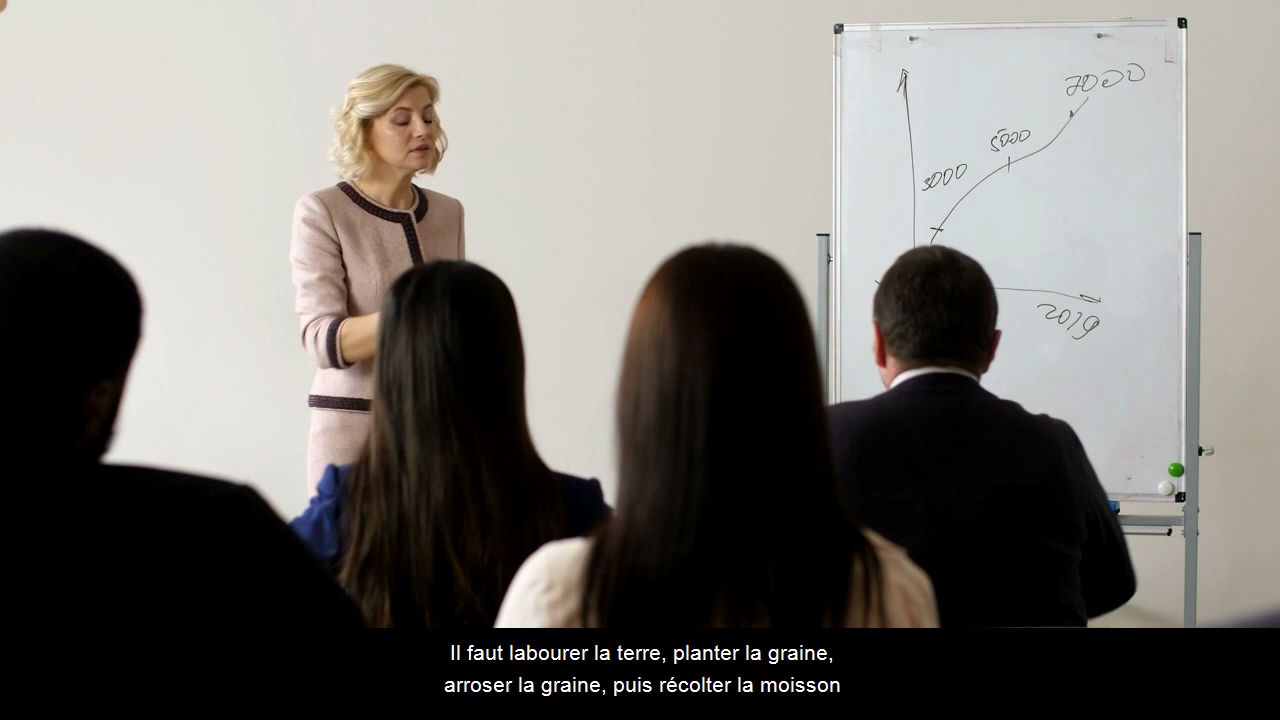 7000
5000
3000
2019
Il faut labourer la terre, planter la graine,
arroser la graine, puis récolter la moisson